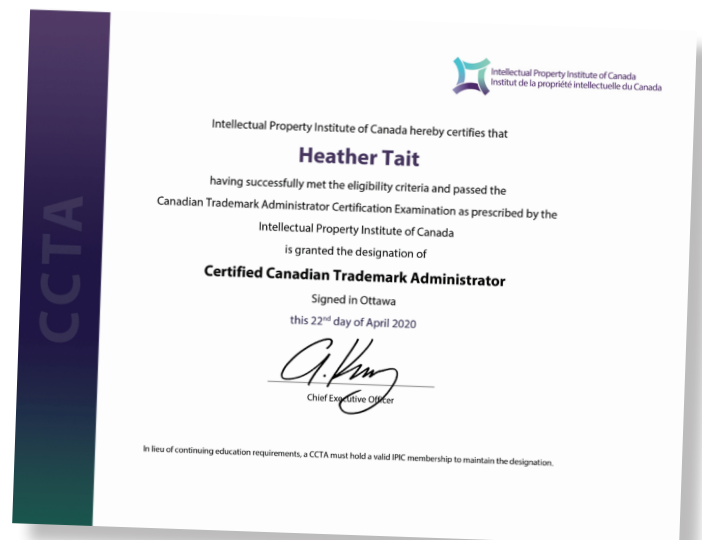 Intellectual Property Institute of Canada
Institut de la propriété intellectuelle du Canada
Intellectual Property Institute of Canada hereby certifies that
Heather Tait
having successfully met the eligibility criteria and passed the
Canadian Trademark Administrator Certification Examination as prescribed by the
Intellectual Property Institute of Canada
is granted the designation of
Certified Canadian Trademark Administrator
Signed in Ottawa
this 22nd day of April 2020
Chief Executive Officer
In lieu of continuing education requirements, a CCTA must hold a valid IPIC membership to maintain the designation.
CCTA